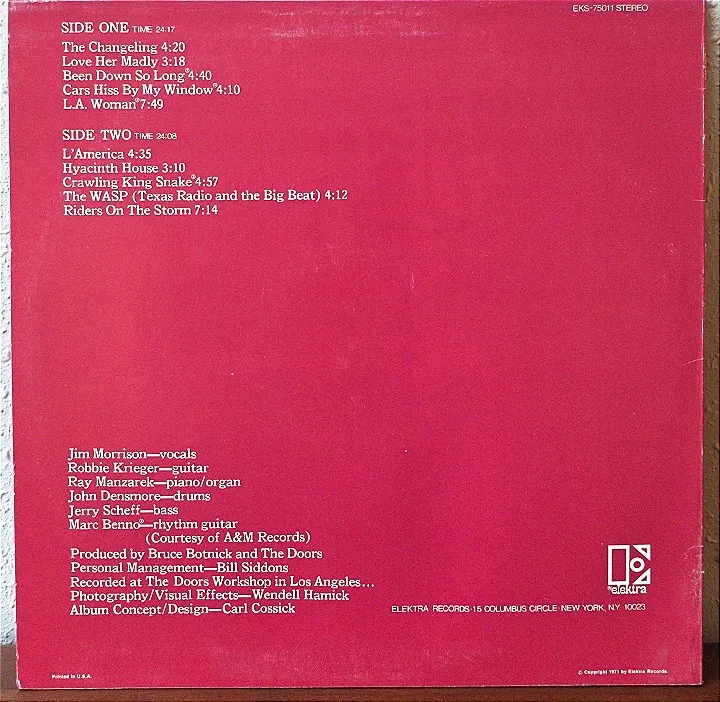 EKS-75011 STEREO
SIDE ONE TIME 24:17
The Changeling 4:20
Love Her Madly 3:18
Been Down So Long*4:40
Cars Hiss By My Window*4:10
L.A. Woman*7:49
SIDE TWO TIME 24:08
L'America 4:35
Hyacinth House 3:10
Crawling King Snake*4:57
The WASP (Texas Radio and the Big Beat) 4:12
Riders On The Storm 7:14
Jim Morrison—vocals
Robbie Krieger—guitar
Ray Manzarek—piano/organ
John Densmore—drums
Jerry Scheff—bass
Marc Benno*—rhythm guitar
(Courtesy of A&M Records)
Produced by Bruce Botnick and The Doors
Personal Management—Bill Siddons
Recorded at The Doors Workshop in Los Angeles...
Photography/Visual Effects—Wendell Hamick
Album Concept/Design—Carl Cossick
elektra
ELEKTRA RECORDS·15 COLUMBUS CIRCLE·NEW YORK, N.Y. 10023
Printed in U.S.A.
© Copyright 1971 by Elektra Records